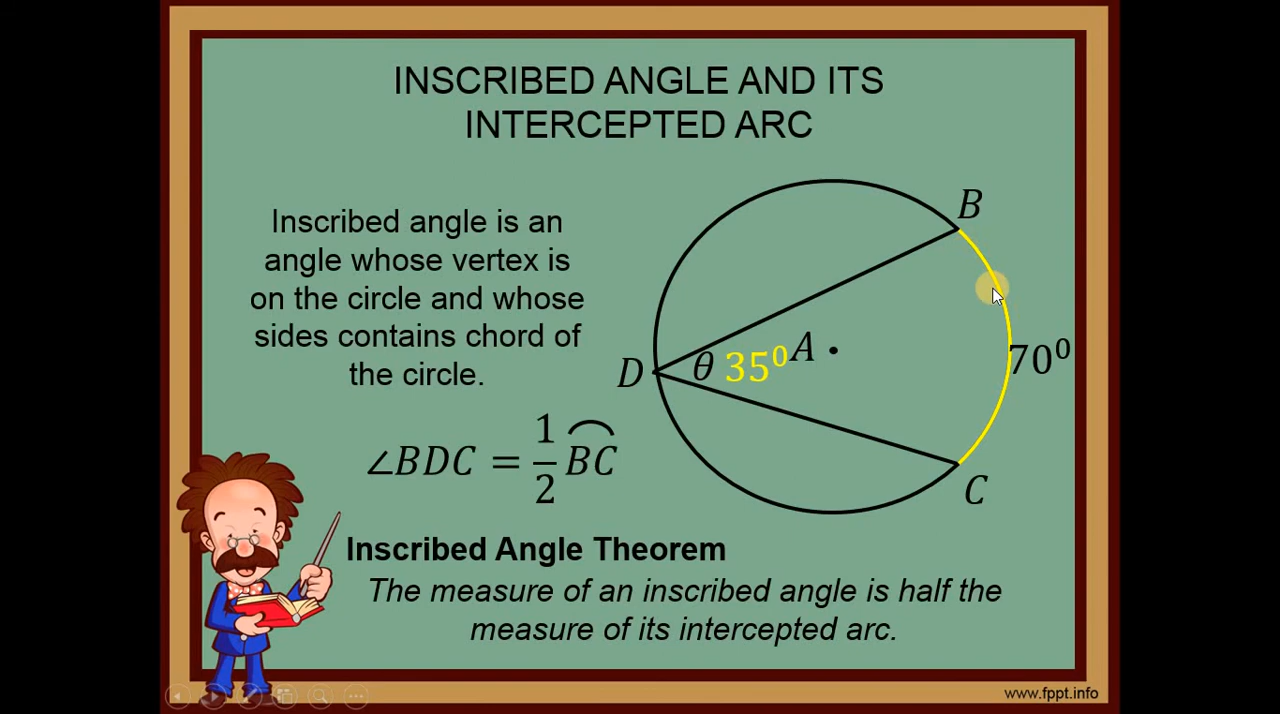 INSCRIBED ANGLE AND ITS
INTERCEPTED ARC
Inscribed angle is an
angle whose vertex is
on the circle and whose
sides contains chord of
the circle.
B
A
D
θ
35⁰
70⁰
C
∠BDC = 1/2 B͡C
Inscribed Angle Theorem
The measure of an inscribed angle is half the
measure of its intercepted arc.
www.fppt.info